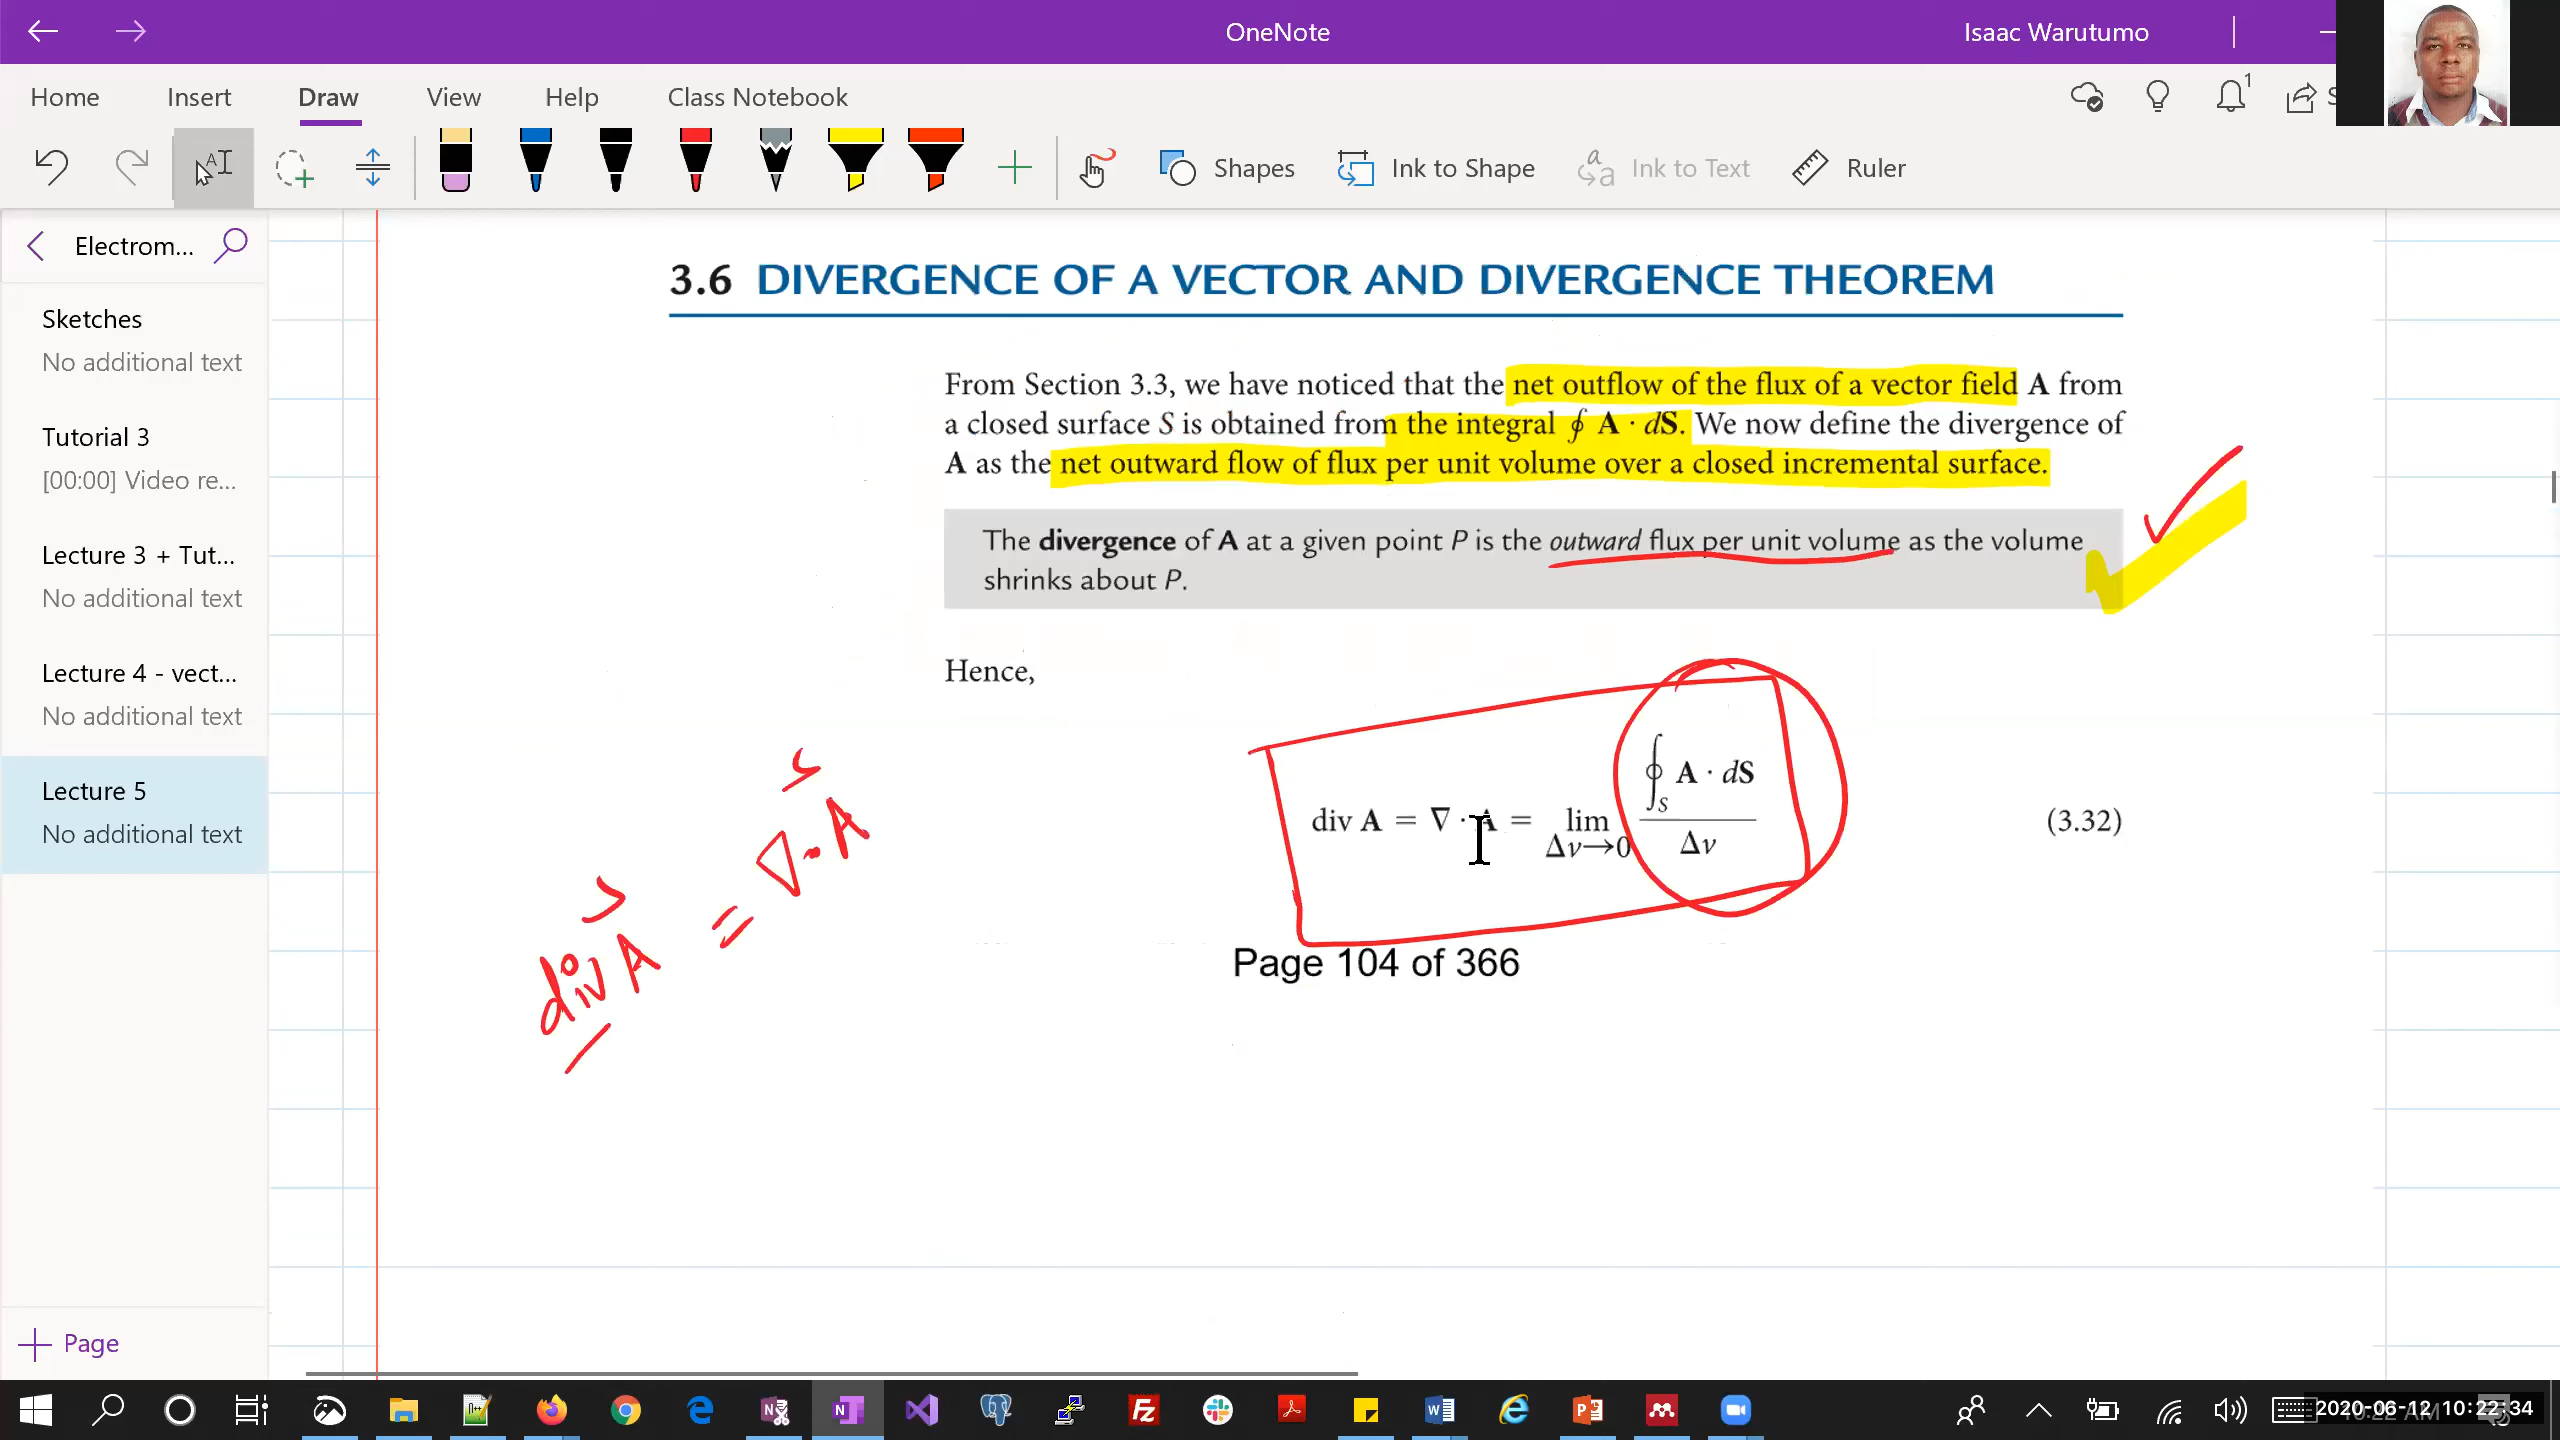 OneNote
Isaac Warutumo
Home Insert Draw View Help Class Notebook
Shapes Ink to Shape Ink to Text Ruler
Electrom...
Sketches
No additional text
Tutorial 3
[00:00] Video re...
Lecture 3 + Tut...
No additional text
Lecture 4 - vect...
No additional text
Lecture 5
No additional text
Page
3.6 DIVERGENCE OF A VECTOR AND DIVERGENCE THEOREM
From Section 3.3, we have noticed that the net outflow of the flux of a vector field A from
a closed surface S is obtained from the integral ∮ A · dS. We now define the divergence of
A as the net outward flow of flux per unit volume over a closed incremental surface.
The divergence of A at a given point P is the outward flux per unit volume as the volume
shrinks about P.
Hence,
div A = ∇ · A = lim Δv→0 ∮S A · dS / Δv (3.32)
div A = ∇ · A
Page 104 of 366
2020-06-12 10:22:34